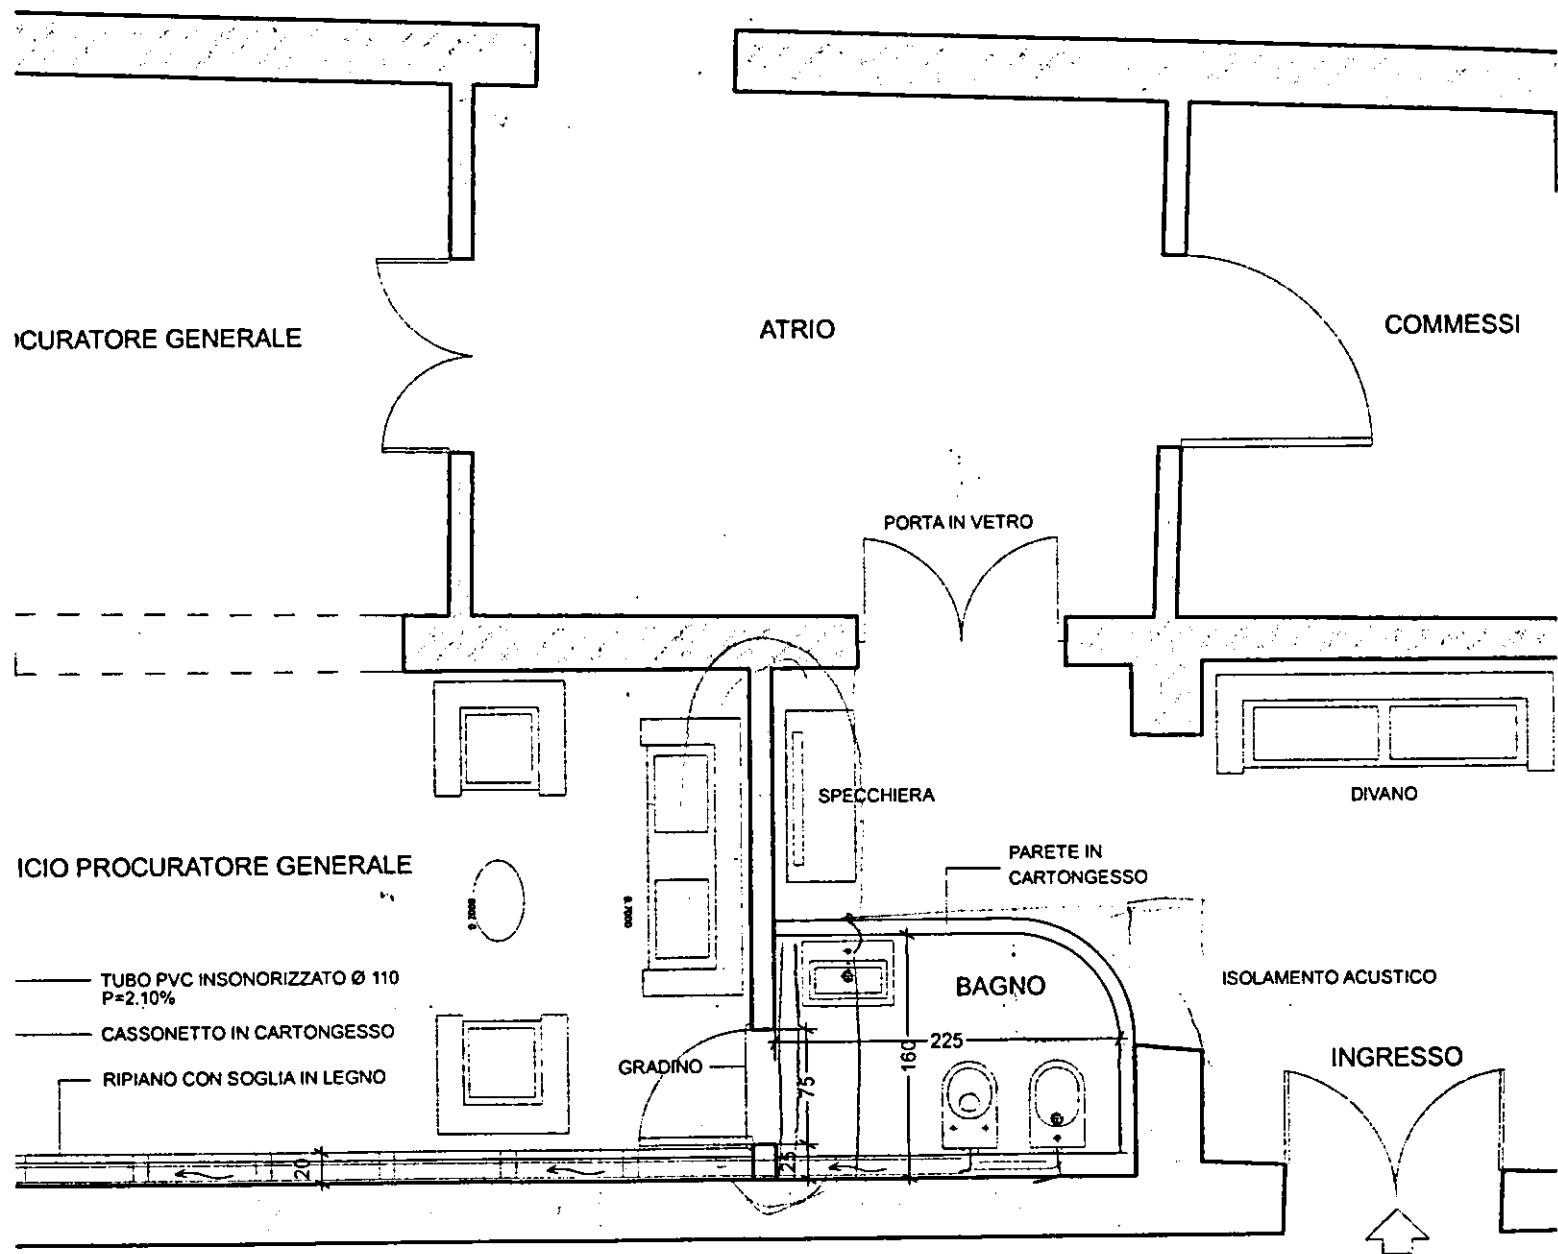 OCURATORE GENERALE
ATRIO
COMMESSI
PORTA IN VETRO
SPECCHIERA
DIVANO
PARETE IN
CARTONGESSO
ICIO PROCURATORE GENERALE
TUBO PVC INSONORIZZATO Ø 110
P=2.10%
CASSONETTO IN CARTONGESSO
RIPIANO CON SOGLIA IN LEGNO
GRADINO
BAGNO
ISOLAMENTO ACUSTICO
INGRESSO
225
160
75
25
20